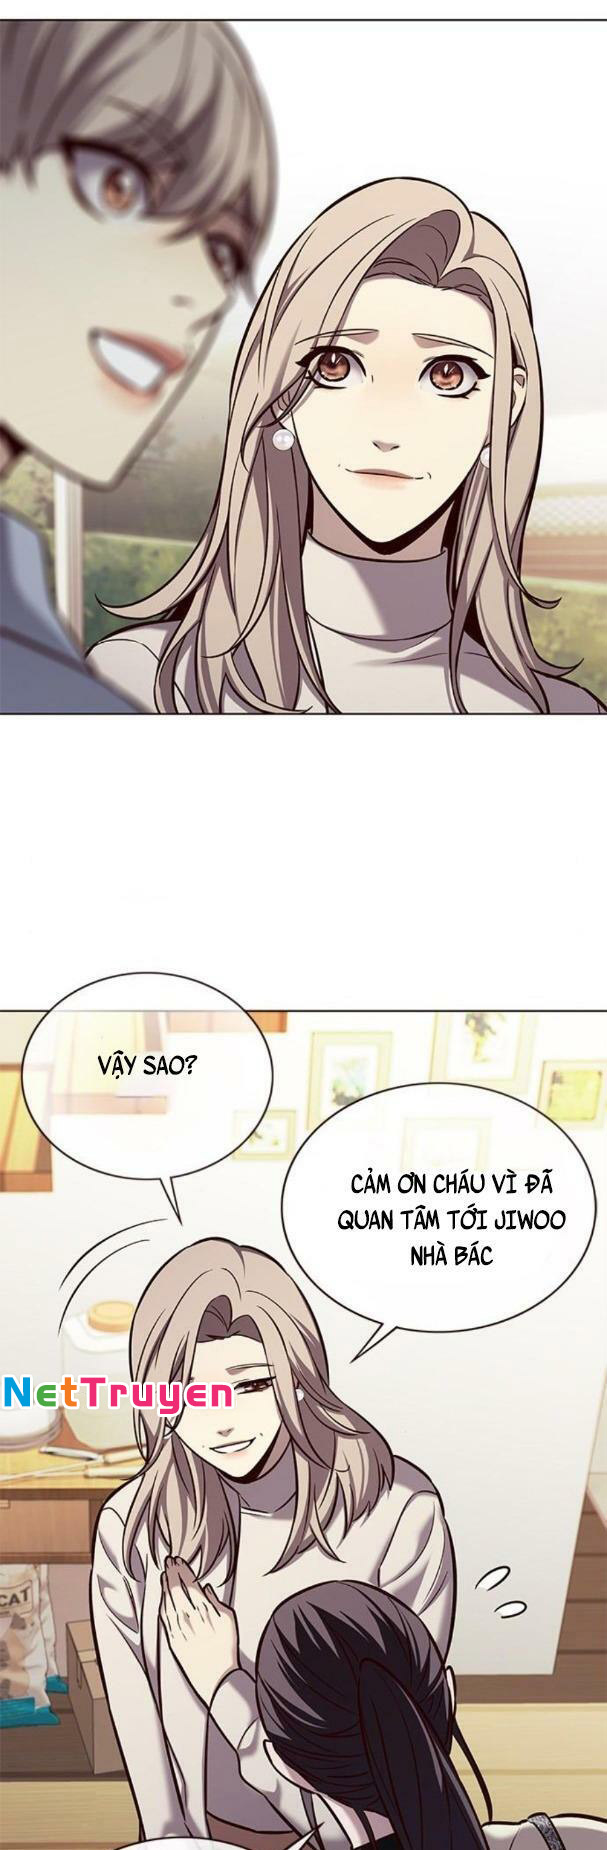 VẬY SAO?
CẢM ƠN CHÁU VÌ ĐÃ
QUAN TÂM TỚI JIWOO
NHÀ BÁC
NetTruyen
CAT